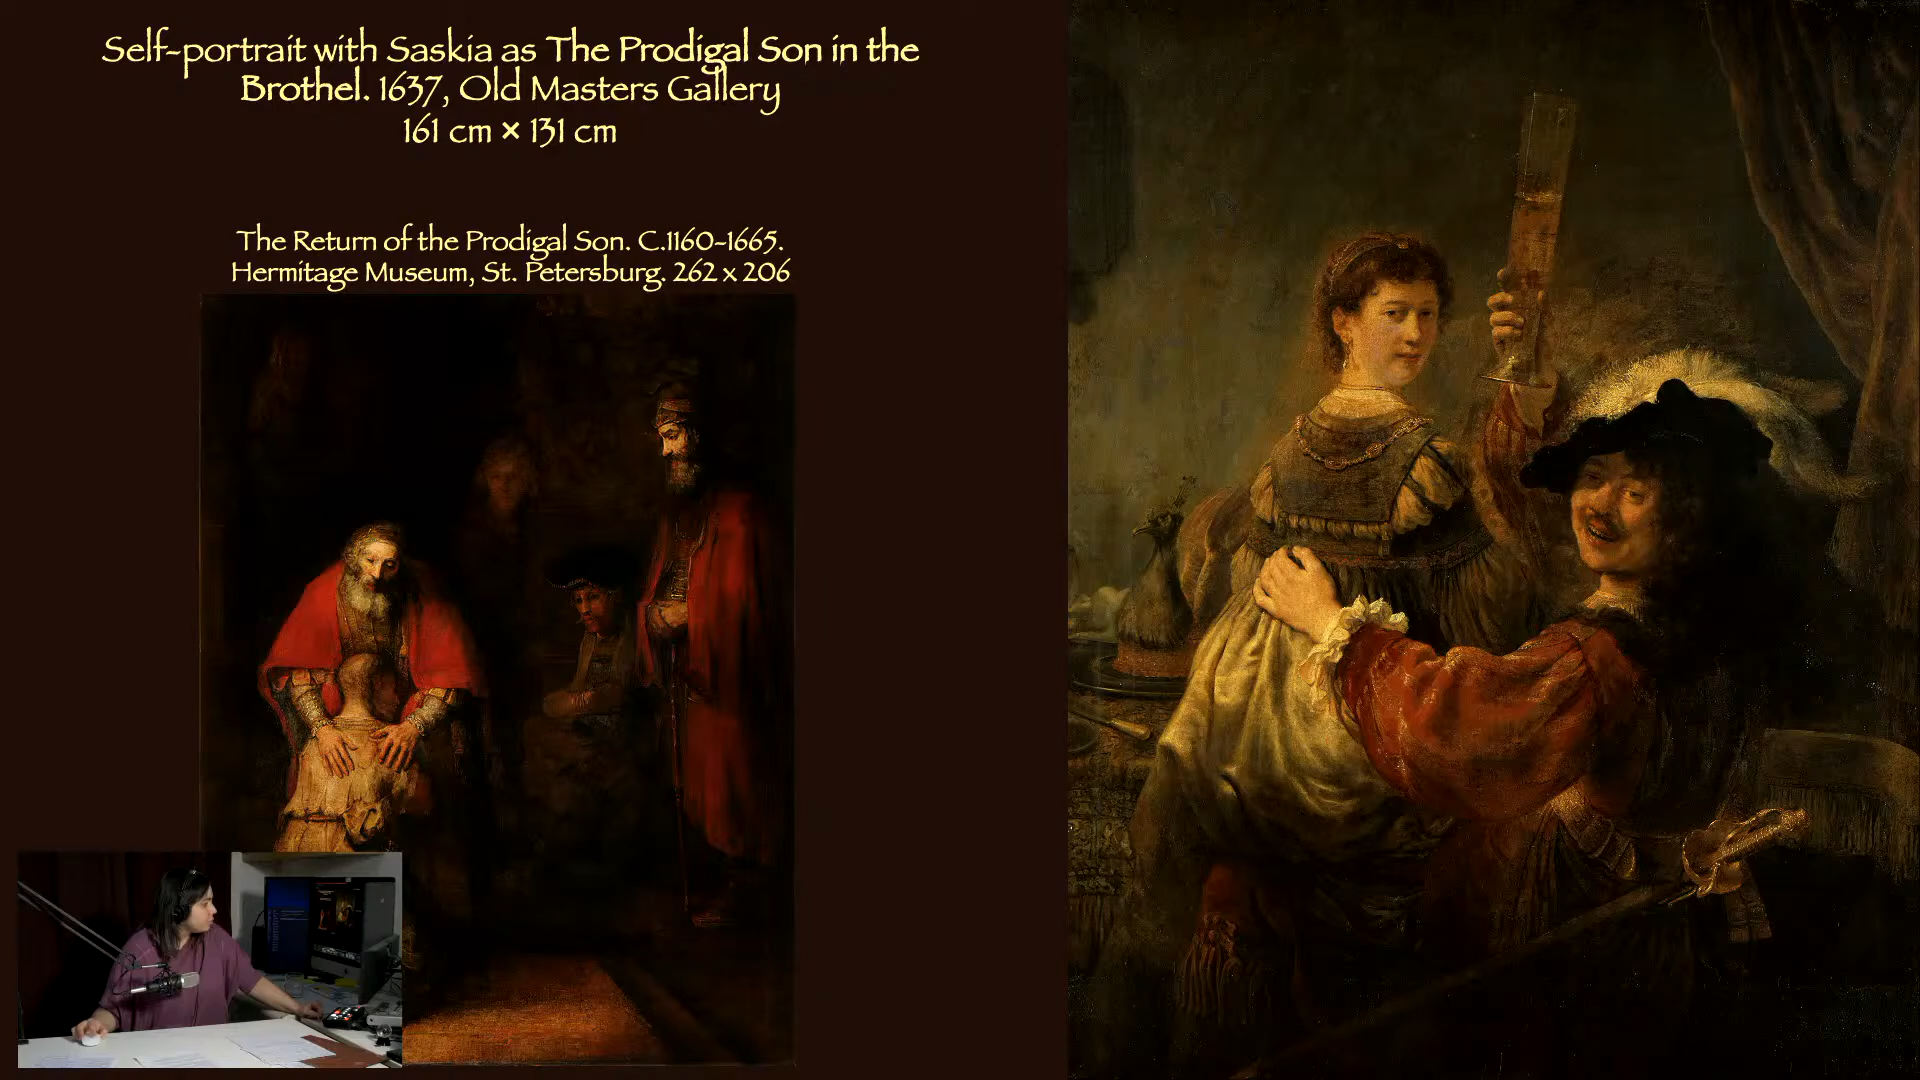 Self-portrait with Saskia as The Prodigal Son in the
Brothel. 1637, Old Masters Gallery
161 cm × 131 cm
The Return of the Prodigal Son. C.1160-1665.
Hermitage Museum, St. Petersburg. 262 x 206